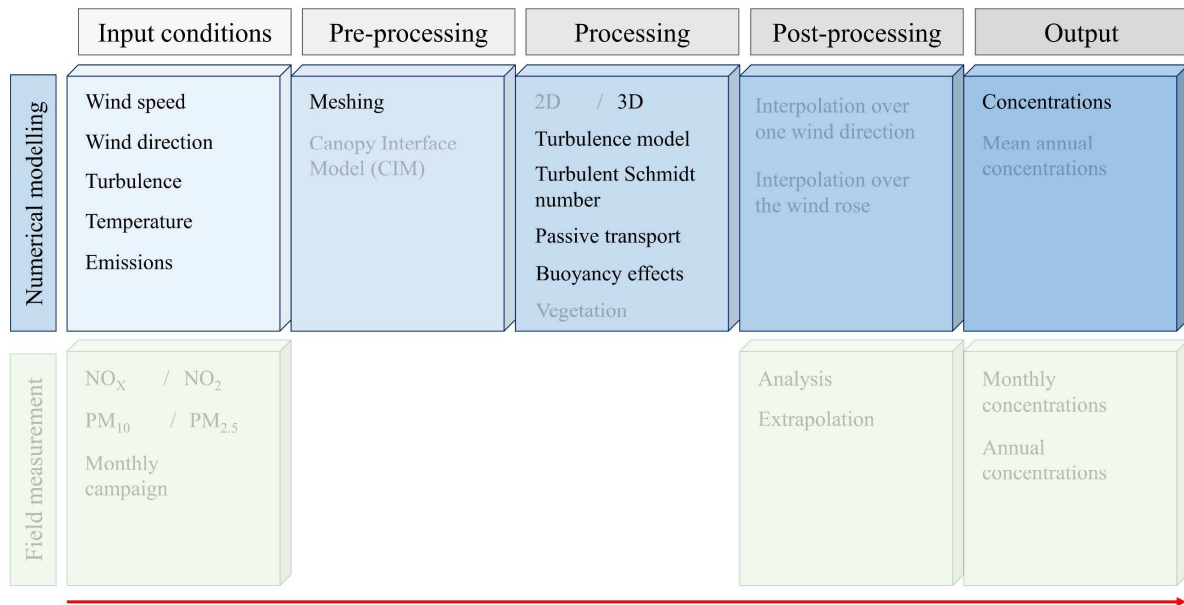 Input conditions
Pre-processing
Processing
Post-processing
Output
Numerical modelling
Wind speed
Wind direction
Turbulence
Temperature
Emissions
Meshing
Canopy Interface
Model (CIM)
2D / 3D
Turbulence model
Turbulent Schmidt
number
Passive transport
Buoyancy effects
Vegetation
Interpolation over
one wind direction
Interpolation over
the wind rose
Concentrations
Mean annual
concentrations
Field measurement
NOₓ / NO₂
PM₁₀ / PM₂.₅
Monthly
campaign
Analysis
Extrapolation
Monthly
concentrations
Annual
concentrations